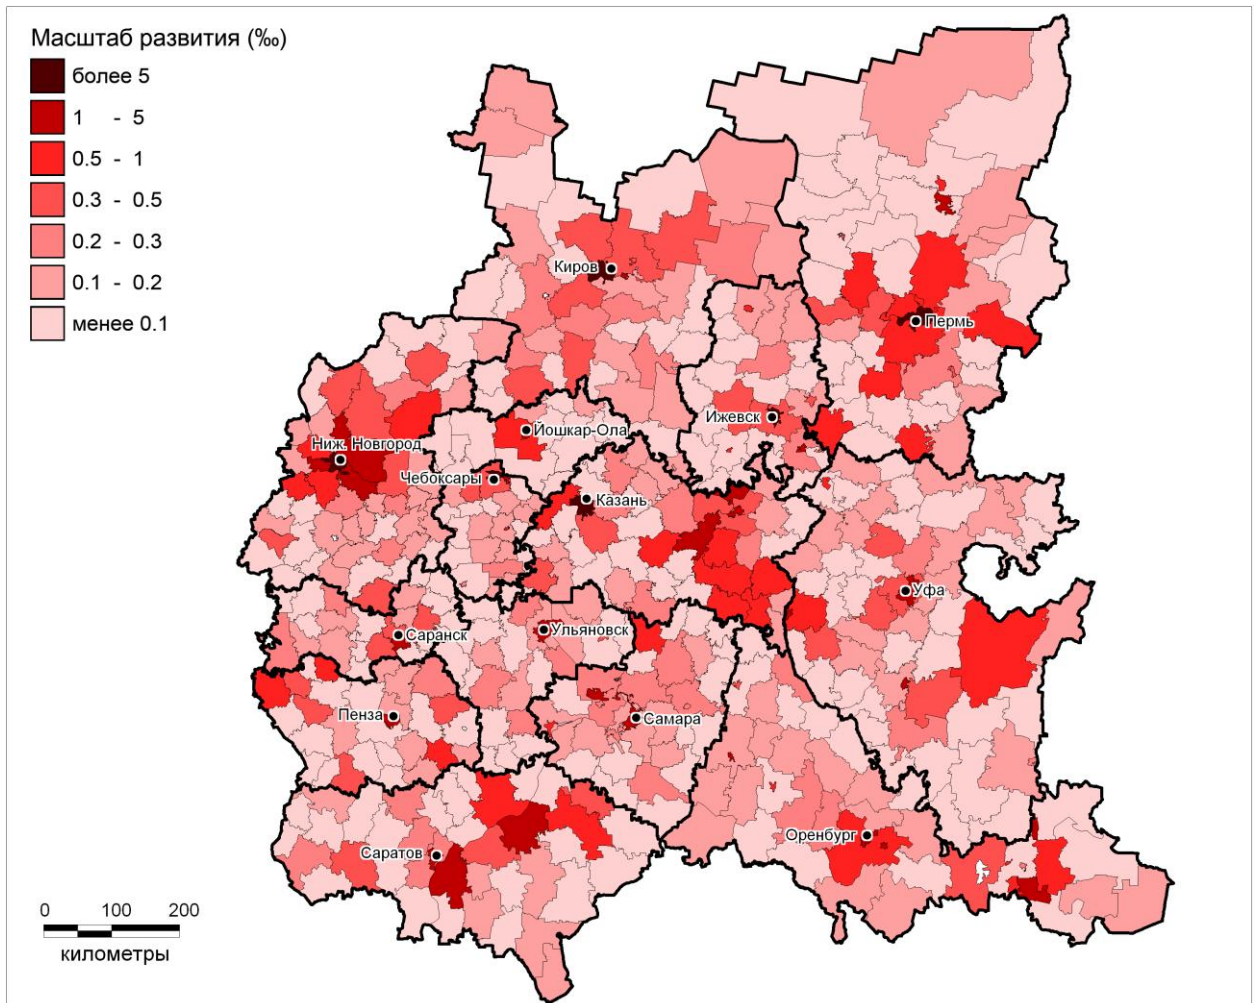 Масштаб развития (‰)
более 5
1 - 5
0.5 - 1
0.3 - 0.5
0.2 - 0.3
0.1 - 0.2
менее 0.1
Киров
Пермь
Ижевск
Йошкар-Ола
Ниж. Новгород
Чебоксары
Казань
Уфа
Саранск
Ульяновск
Пенза
Самара
Оренбург
Саратов
0 100 200
километры